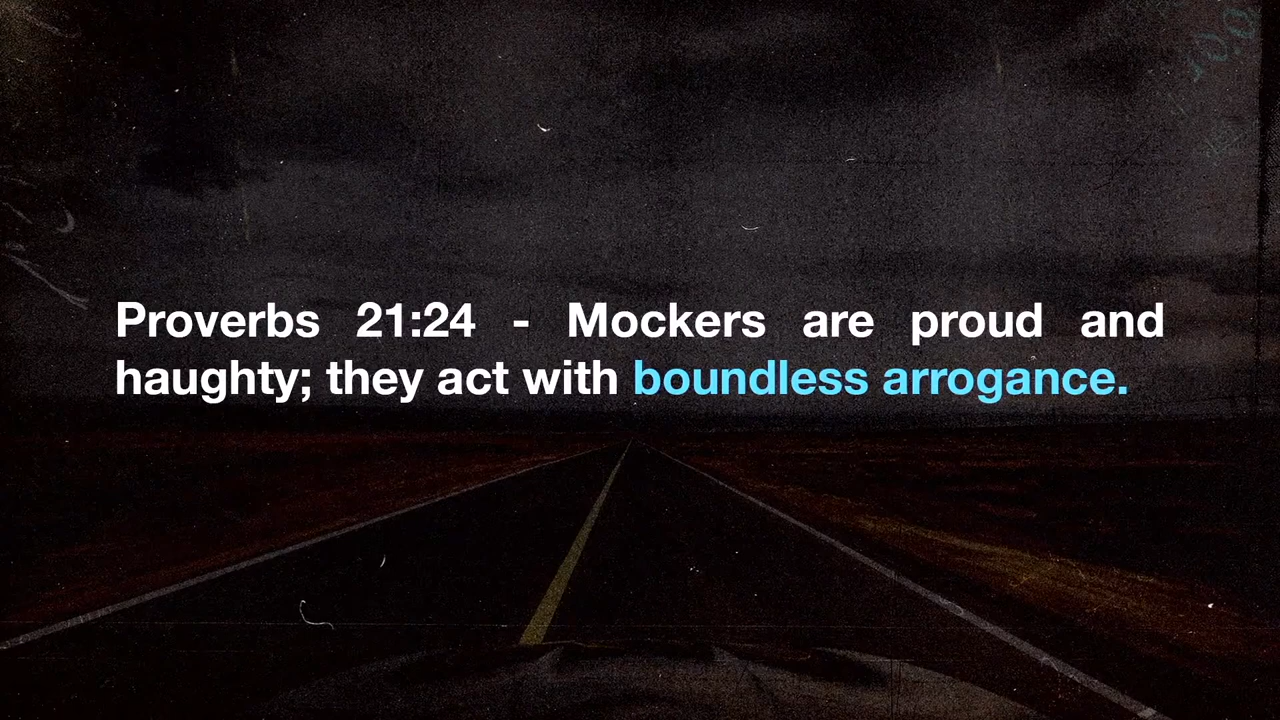 Proverbs 21:24 - Mockers are proud and
haughty; they act with boundless arrogance.